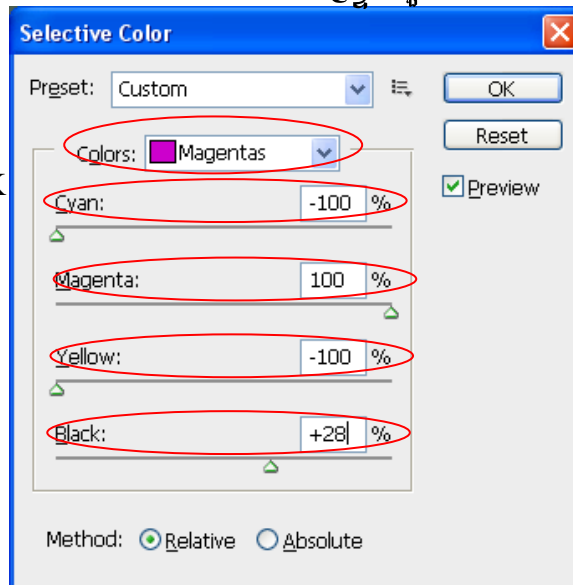 Selective Color
Preset: Custom
OK
Reset
Colors: Magentas
Preview
Cyan: -100 %
Magenta: 100 %
Yellow: -100 %
Black: +28 %
Method: Relative Absolute